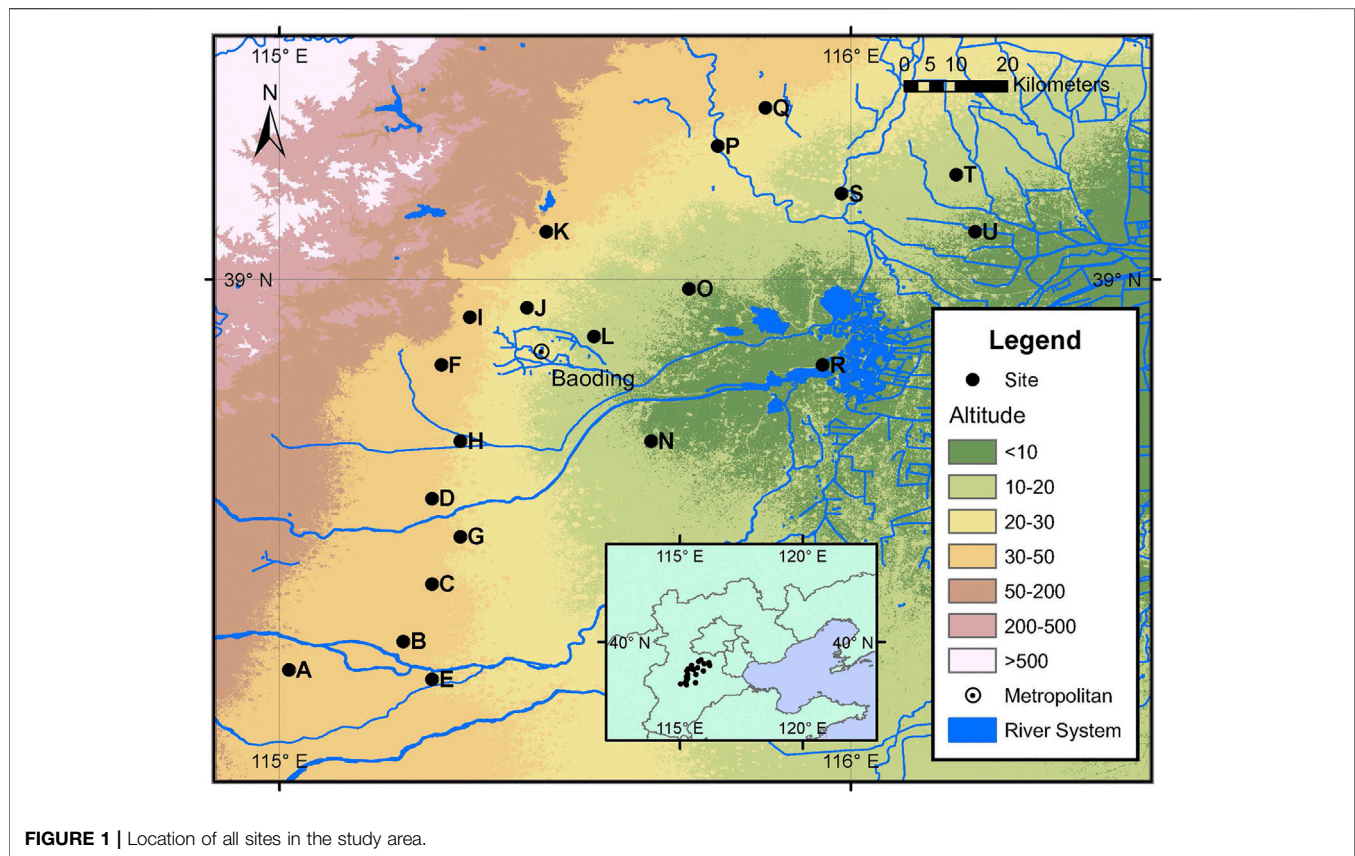 115° E
116° E
0 5 10 20
Kilometers
N
Q
P
T
S
K
U
39° N
39° N
O
J
I
L
F
Baoding
R
H
N
D
G
C
B
A
E
115° E
116° E
115° E
120° E
40° N
40° N
115° E
120° E
Legend
Site
Altitude
<10
10-20
20-30
30-50
50-200
200-500
>500
Metropolitan
River System
FIGURE 1 | Location of all sites in the study area.